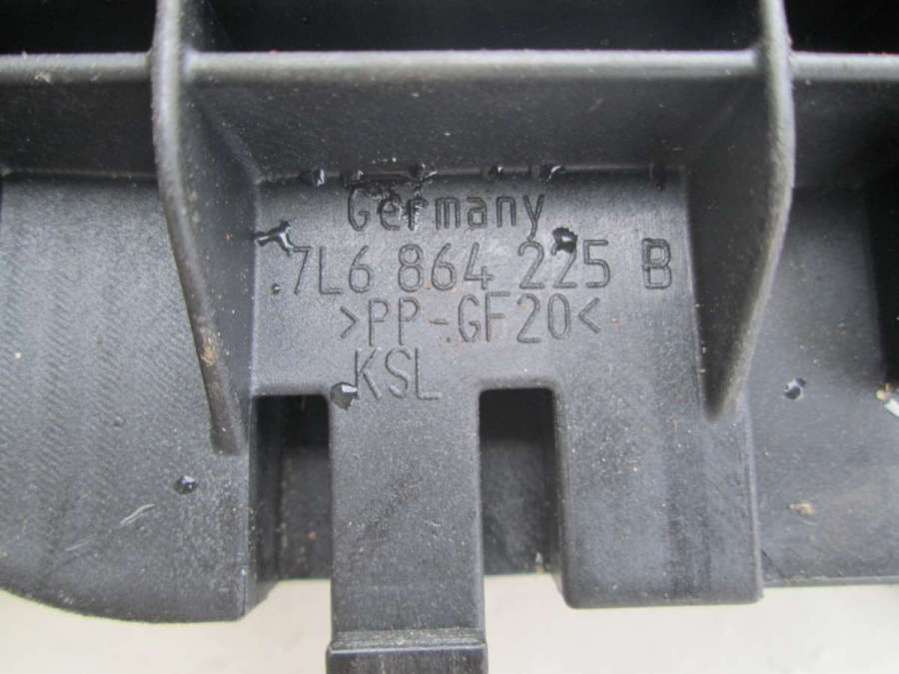 Germany
7L6 864 225 B
>PP-GF20<
KSL